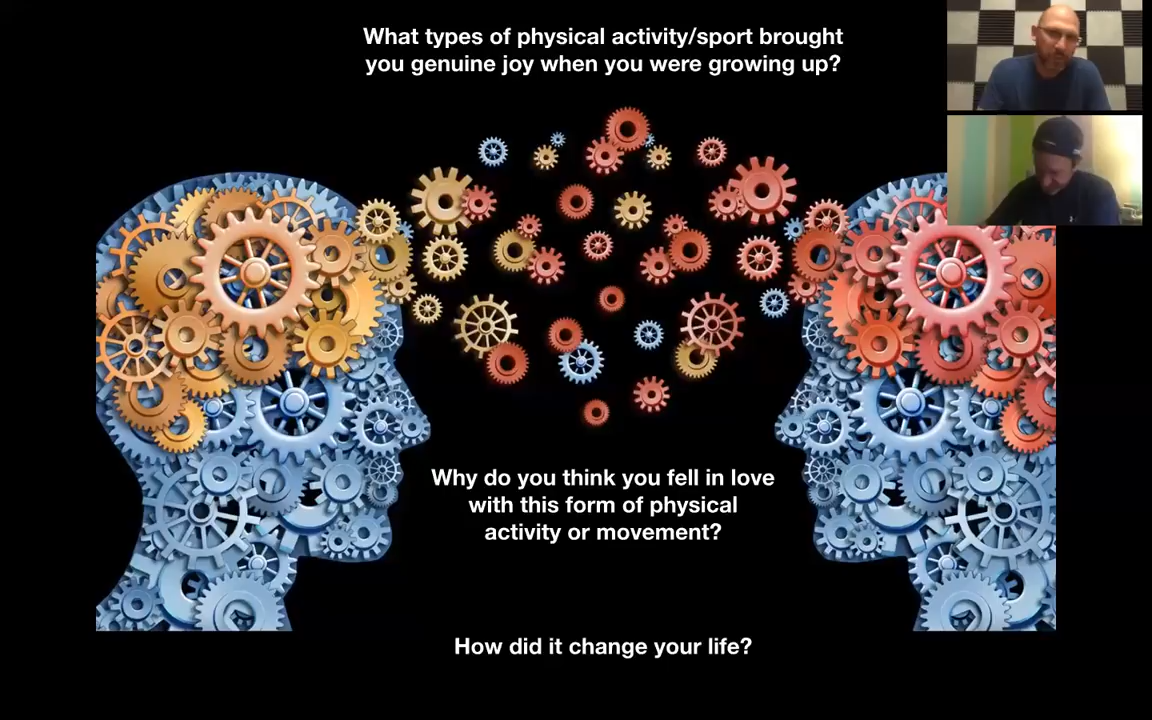 What types of physical activity/sport brought
you genuine joy when you were growing up?
Why do you think you fell in love
with this form of physical
activity or movement?
How did it change your life?